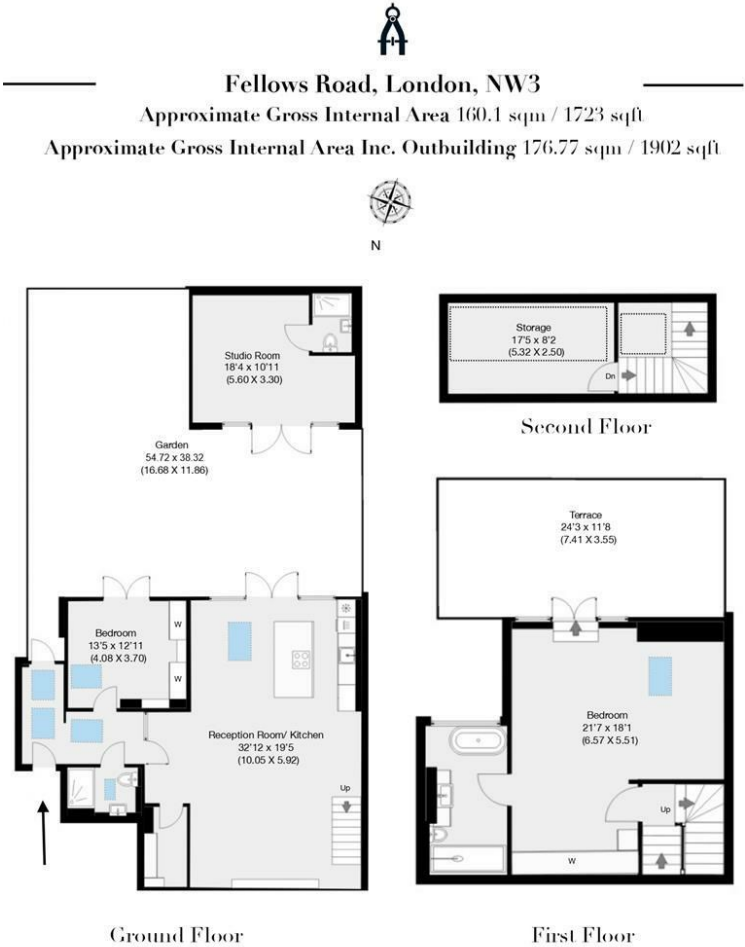 Fellows Road, London, NW3
Approximate Gross Internal Area 160.1 sqm / 1723 sqft
Approximate Gross Internal Area Inc. Outbuilding 176.77 sqm / 1902 sqft
N
Studio Room
18'4 x 10'11
(5.60 X 3.30)
Garden
54.72 x 38.32
(16.68 X 11.86)
Bedroom
13'5 x 12'11
(4.08 X 3.70)
W
W
Reception Room/ Kitchen
32'12 x 19'5
(10.05 X 5.92)
Up
Ground Floor
Storage
17'5 x 8'2
(5.32 X 2.50)
Dn
Second Floor
Terrace
24'3 x 11'8
(7.41 X 3.55)
Bedroom
21'7 x 18'1
(6.57 X 5.51)
Up
W
First Floor